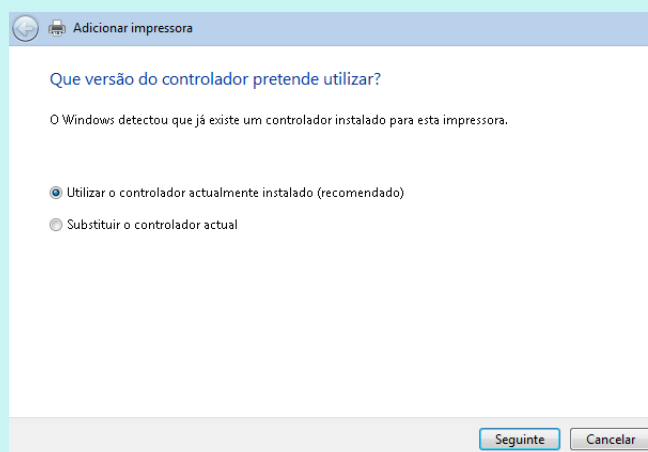 Adicionar impressora
Que versão do controlador pretende utilizar?
O Windows detectou que já existe um controlador instalado para esta impressora.
Utilizar o controlador actualmente instalado (recomendado)
Substituir o controlador actual
Seguinte
Cancelar